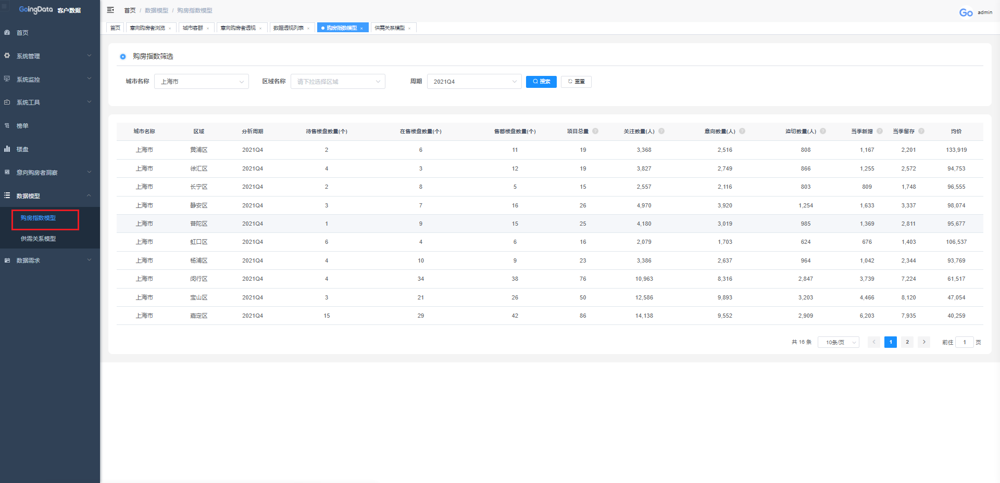 GoingData 客户数据
首页
系统管理
系统监控
系统工具
榜单
楼盘
意向购房者洞察
数据模型
购房指数模型
供需关系模型
数据需求
首页 / 数据模型 / 购房指数模型
Go admin
首页 意向购房者浏览 × 城市客群 × 意向购房者透视 × 数据透视列表 × 购房指数模型 × 供需关系模型 ×
购房指数筛选
城市名称 上海市 区域名称 请下拉选择区域 周期 2021Q4 搜索 重置
城市名称 区域 分析周期 待售楼盘数量(个) 在售楼盘数量(个) 售罄楼盘数量(个) 项目总量 ? 关注数量(人) ? 意向数量(人) ? 迫切数量(人) ? 当季新增 ? 当季留存 ? 均价
上海市 黄浦区 2021Q4 2 6 11 19 3,368 2,516 808 1,167 2,201 133,919
上海市 徐汇区 2021Q4 4 3 12 19 3,827 2,749 866 1,255 2,572 94,753
上海市 长宁区 2021Q4 2 8 5 15 2,557 2,116 803 809 1,748 96,555
上海市 静安区 2021Q4 3 7 16 26 4,970 3,920 1,254 1,633 3,337 98,074
上海市 普陀区 2021Q4 1 9 15 25 4,180 3,019 985 1,369 2,811 95,677
上海市 虹口区 2021Q4 6 4 6 16 2,079 1,703 624 676 1,403 106,537
上海市 杨浦区 2021Q4 4 10 9 23 3,386 2,637 964 1,042 2,344 93,769
上海市 闵行区 2021Q4 4 34 38 76 10,963 8,316 2,847 3,739 7,224 61,517
上海市 宝山区 2021Q4 3 21 26 50 12,586 9,893 3,203 4,466 8,120 47,054
上海市 嘉定区 2021Q4 15 29 42 86 14,138 9,552 2,909 6,203 7,935 40,259
共 16 条 10条/页 < 1 2 > 前往 1 页